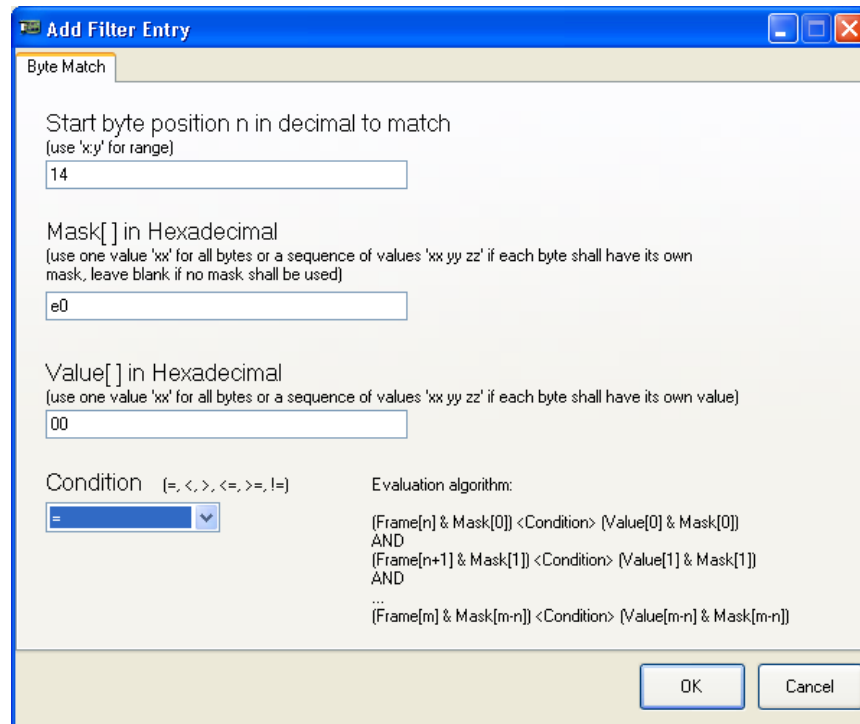 Add Filter Entry
Byte Match
Start byte position n in decimal to match
(use 'x:y' for range)
14
Mask[ ] in Hexadecimal
(use one value 'xx' for all bytes or a sequence of values 'xx yy zz' if each byte shall have its own
mask, leave blank if no mask shall be used)
e0
Value[ ] in Hexadecimal
(use one value 'xx' for all bytes or a sequence of values 'xx yy zz' if each byte shall have its own value)
00
Condition (=, <, >, <=, >=, !=)
=
Evaluation algorithm:
(Frame[n] & Mask[0]) <Condition> (Value[0] & Mask[0])
AND
(Frame[n+1] & Mask[1]) <Condition> (Value[1] & Mask[1])
AND
...
(Frame[m] & Mask[m-n]) <Condition> (Value[m-n] & Mask[m-n])
OK Cancel